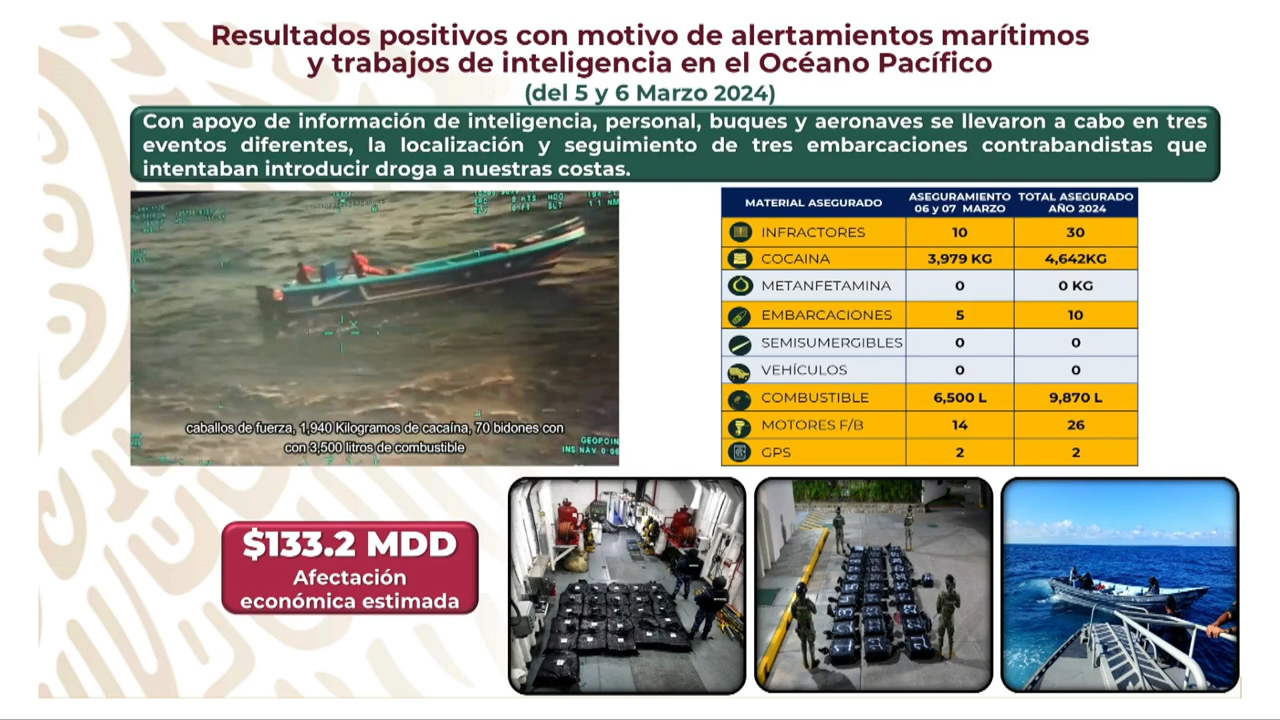 Resultados positivos con motivo de alertamientos marítimos
y trabajos de inteligencia en el Océano Pacífico
(del 5 y 6 Marzo 2024)
Con apoyo de información de inteligencia, personal, buques y aeronaves se llevaron a cabo en tres
eventos diferentes, la localización y seguimiento de tres embarcaciones contrabandistas que
intentaban introducir droga a nuestras costas.
caballos de fuerza, 1,940 Kilogramos de cacaína, 70 bidones con
con 3,500 litros de combustible
GEOPOIN
INS NAV
MATERIAL ASEGURADO ASEGURAMIENTO 06 y 07 MARZO TOTAL ASEGURADO AÑO 2024
INFRACTORES 10 30
COCAINA 3,979 KG 4,642KG
METANFETAMINA 0 0 KG
EMBARCACIONES 5 10
SEMISUMERGIBLES 0 0
VEHÍCULOS 0 0
COMBUSTIBLE 6,500 L 9,870 L
MOTORES F/B 14 26
GPS 2 2
$133.2 MDD
Afectación
económica estimada